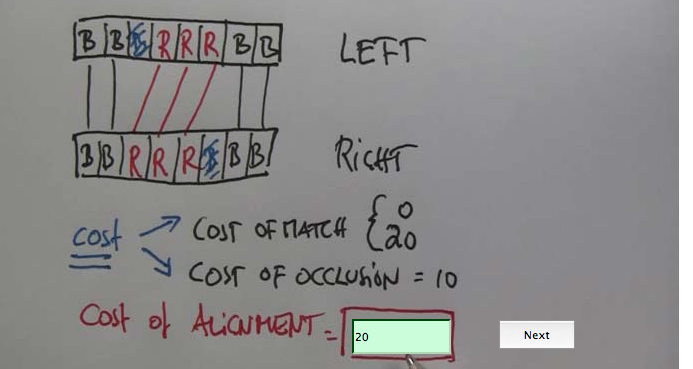 B B B R R R B B
LEFT
B B R R R B B B
RIGHT
COST
COST OF MATCH { 0
20
COST OF OCCLUSION = 10
COST OF ALIGNMENT = 20
Next